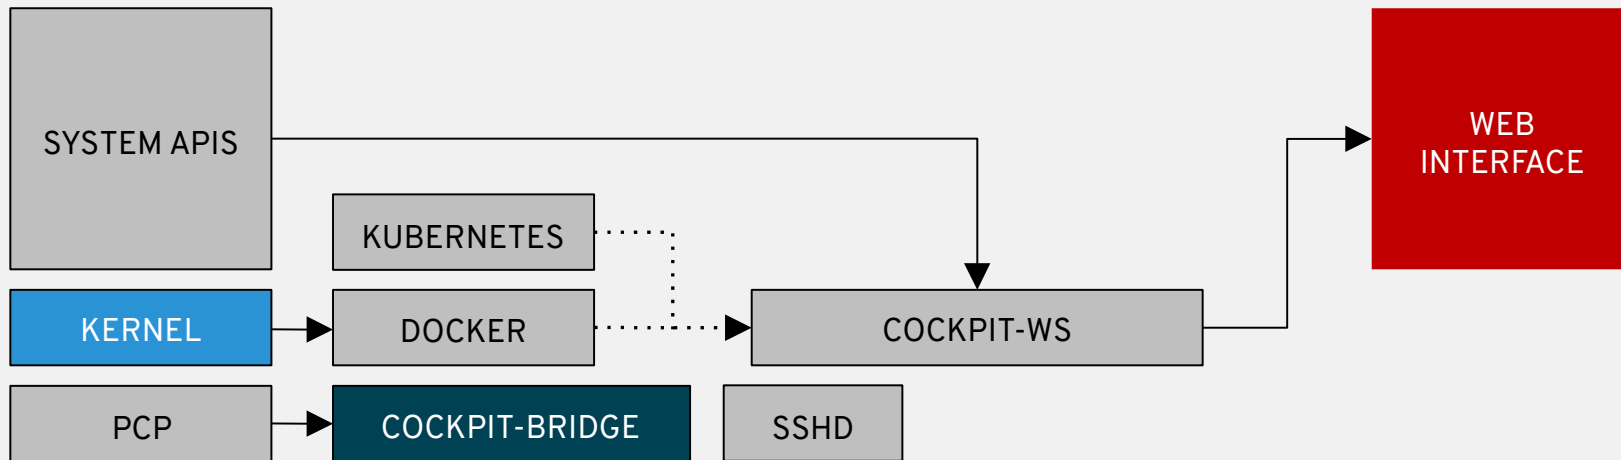 SYSTEM APIS
WEB
INTERFACE
KUBERNETES
KERNEL
DOCKER
COCKPIT-WS
PCP
COCKPIT-BRIDGE
SSHD